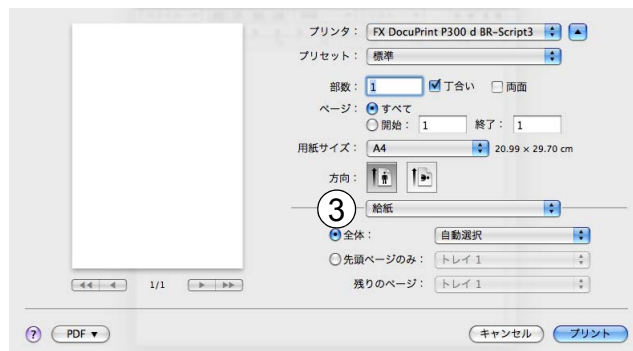 プリンタ： FX DocuPrint P300 d BR-Script3
プリセット： 標準
部数： 1 丁合い 両面
ページ： すべて
開始： 1 終了： 1
用紙サイズ： A4 20.99 × 29.70 cm
方向：
3 給紙
全体： 自動選択
先頭ページのみ： トレイ 1
残りのページ： トレイ 1
1/1
? PDF ▼ キャンセル プリント